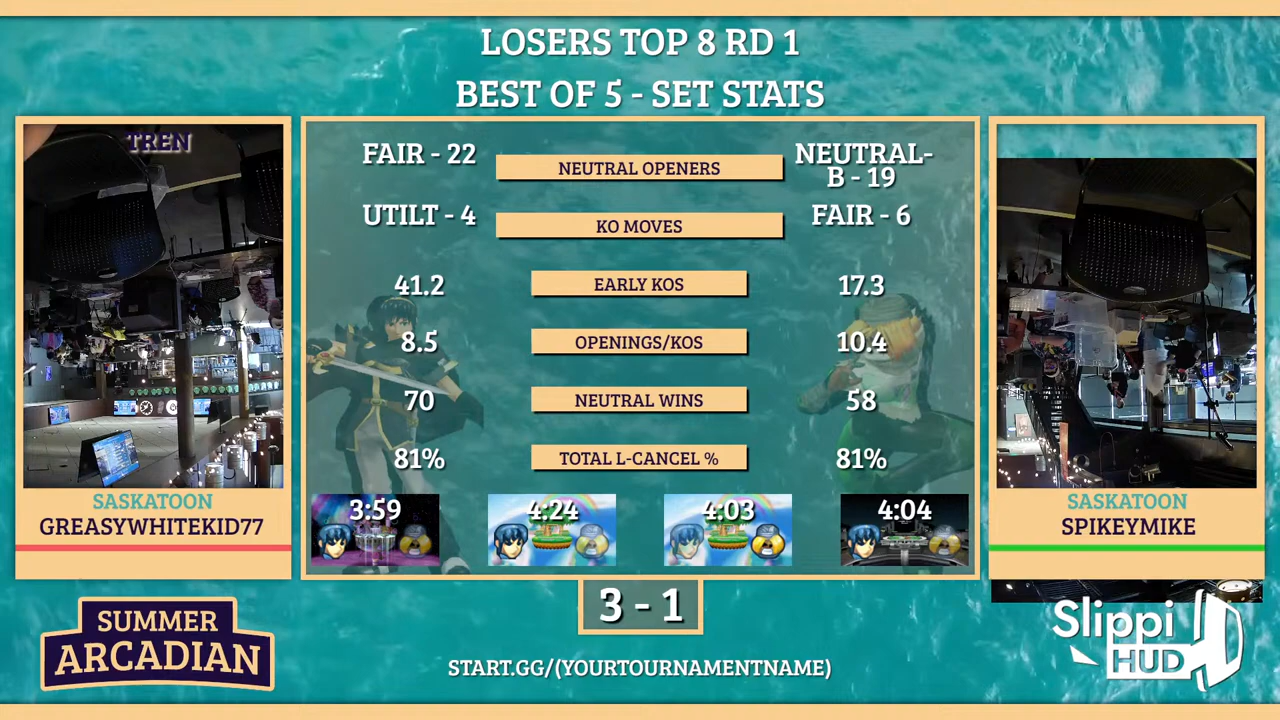 LOSERS TOP 8 RD 1
BEST OF 5 - SET STATS
TREN
FAIR - 22
NEUTRAL OPENERS
NEUTRAL-
B - 19
UTILT - 4
KO MOVES
FAIR - 6
41.2
EARLY KOS
17.3
8.5
OPENINGS/KOS
10.4
70
NEUTRAL WINS
58
81%
TOTAL L-CANCEL %
81%
3:59
4:24
4:03
4:04
SASKATOON
GREASYWHITEKID77
SASKATOON
SPIKEYMIKE
3 - 1
SUMMER
ARCADIAN
START.GG/(YOURTOURNAMENTNAME)
Slippi
HUD